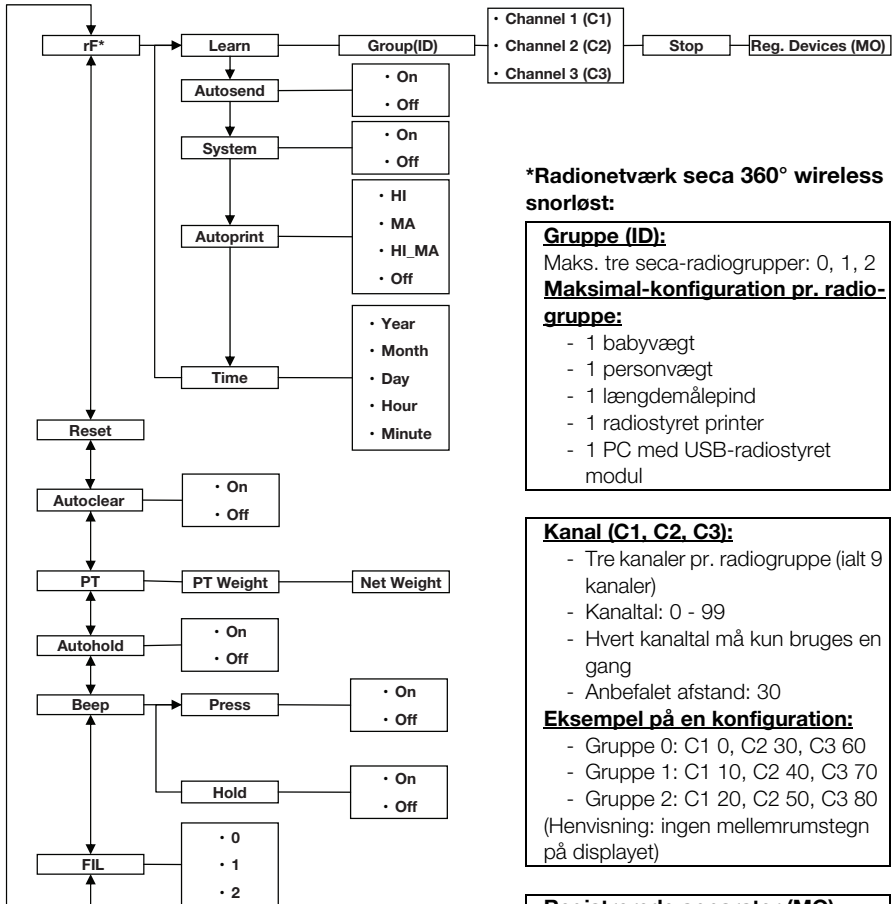 rF*
Learn
Group(ID)
• Channel 1 (C1)
• Channel 2 (C2)
• Channel 3 (C3)
Stop
Reg. Devices (MO)
Autosend
• On
• Off
System
• On
• Off
Autoprint
• HI
• MA
• HI_MA
• Off
Time
• Year
• Month
• Day
• Hour
• Minute
Reset
Autoclear
• On
• Off
PT
PT Weight
Net Weight
Autohold
• On
• Off
Beep
Press
• On
• Off
Hold
• On
• Off
FIL
• 0
• 1
• 2
*Radionetværk seca 360° wireless
snorløst:
Gruppe (ID):
Maks. tre seca-radiogrupper: 0, 1, 2
Maksimal-konfiguration pr. radio-
gruppe:
- 1 babyvægt
- 1 personvægt
- 1 længdemålepind
- 1 radiostyret printer
- 1 PC med USB-radiostyret
modul
Kanal (C1, C2, C3):
- Tre kanaler pr. radiogruppe (ialt 9
kanaler)
- Kanaltal: 0 - 99
- Hvert kanaltal må kun bruges en
gang
- Anbefalet afstand: 30
Eksempel på en konfiguration:
- Gruppe 0: C1 0, C2 30, C3 60
- Gruppe 1: C1 10, C2 40, C3 70
- Gruppe 2: C1 20, C2 50, C3 80
(Henvisning: ingen mellemrumstegn
på displayet)